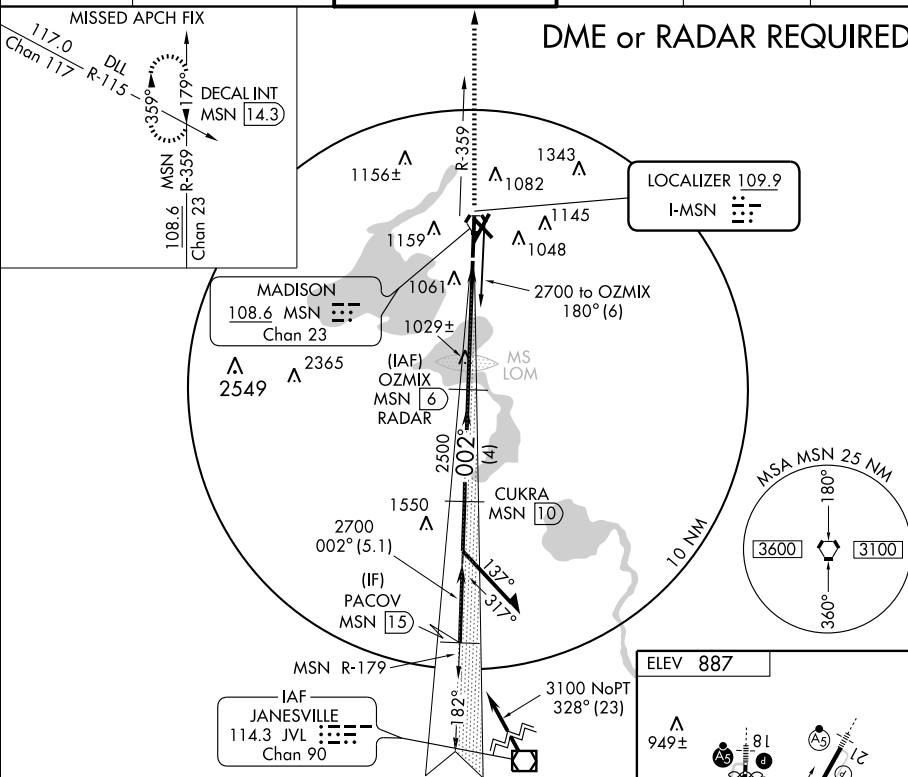 MISSED APCH FIX
117.0
Chan 117
DLL
R-115
359°
179°
DECAL INT
MSN 14.3
MSN
R-359
108.6
Chan 23
DME or RADAR REQUIRED
R-359
1156±
1343
1082
LOCALIZER 109.9
I-MSN
1159
1145
1048
MADISON
108.6 MSN
Chan 23
1061
2700 to OZMIX
180° (6)
1029±
MS
LOM
2549
2365
(IAF)
OZMIX
MSN 6
RADAR
2500
002°
(4)
1550
CUKRA
MSN 10
2700
002° (5.1)
(IF)
PACOV
MSN 15
137°
317°
10 NM
MSA MSN 25 NM
180°
3600
3100
360°
MSN R-179
182°
3100 NoPT
328° (23)
IAF
JANESVILLE
114.3 JVL
Chan 90
ELEV 887
949±
A5
18
P
A5
21
P